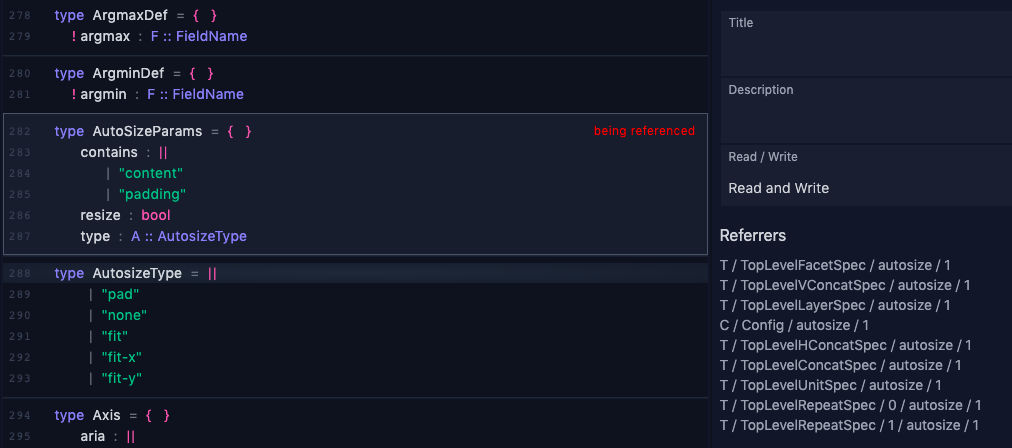 278 type ArgmaxDef = { }
279 ! argmax : F :: FieldName
280 type ArgminDef = { }
281 ! argmin : F :: FieldName
282 type AutoSizeParams = { } being referenced
283 contains : ||
284 | "content"
285 | "padding"
286 resize : bool
287 type : A :: AutosizeType
288 type AutosizeType = ||
289 | "pad"
290 | "none"
291 | "fit"
292 | "fit-x"
293 | "fit-y"
294 type Axis = { }
295 aria : ||
Title
Description
Read / Write
Read and Write
Referrers
T / TopLevelFacetSpec / autosize / 1
T / TopLevelVConcatSpec / autosize / 1
T / TopLevelLayerSpec / autosize / 1
C / Config / autosize / 1
T / TopLevelHConcatSpec / autosize / 1
T / TopLevelConcatSpec / autosize / 1
T / TopLevelUnitSpec / autosize / 1
T / TopLevelRepeatSpec / 0 / autosize / 1
T / TopLevelRepeatSpec / 1 / autosize / 1